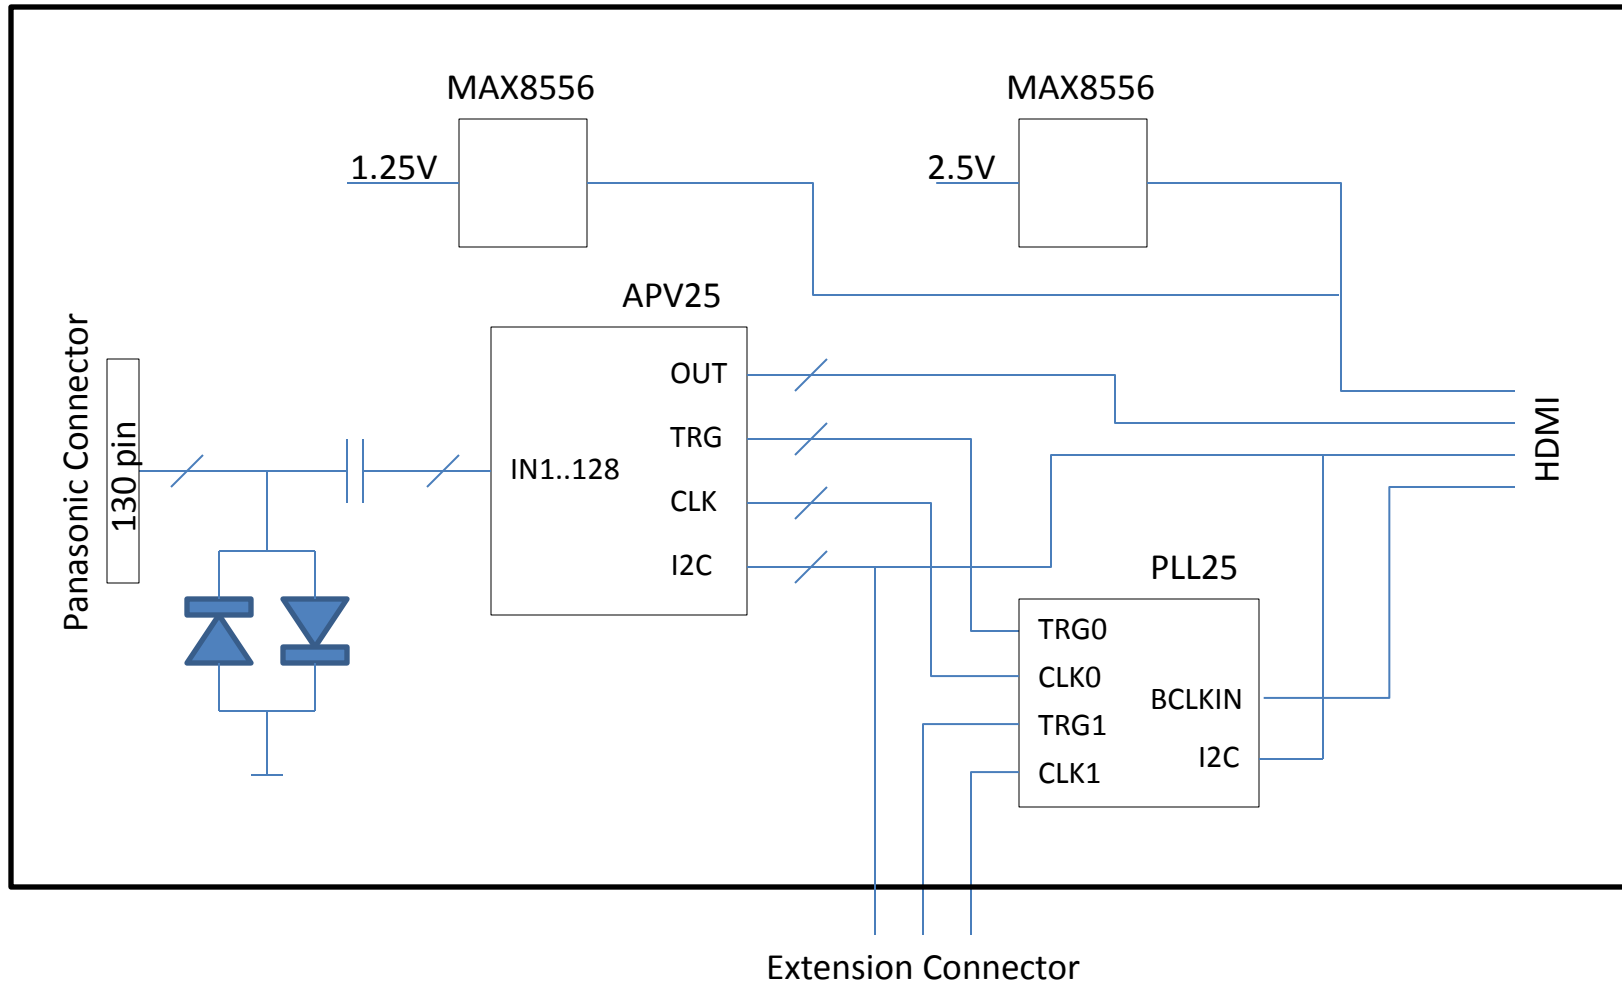 MAX8556
MAX8556
1.25V
2.5V
APV25
Panasonic Connector
130 pin
OUT
TRG
IN1..128
CLK
I2C
HDMI
PLL25
TRG0
CLK0
BCLKIN
TRG1
I2C
CLK1
Extension Connector